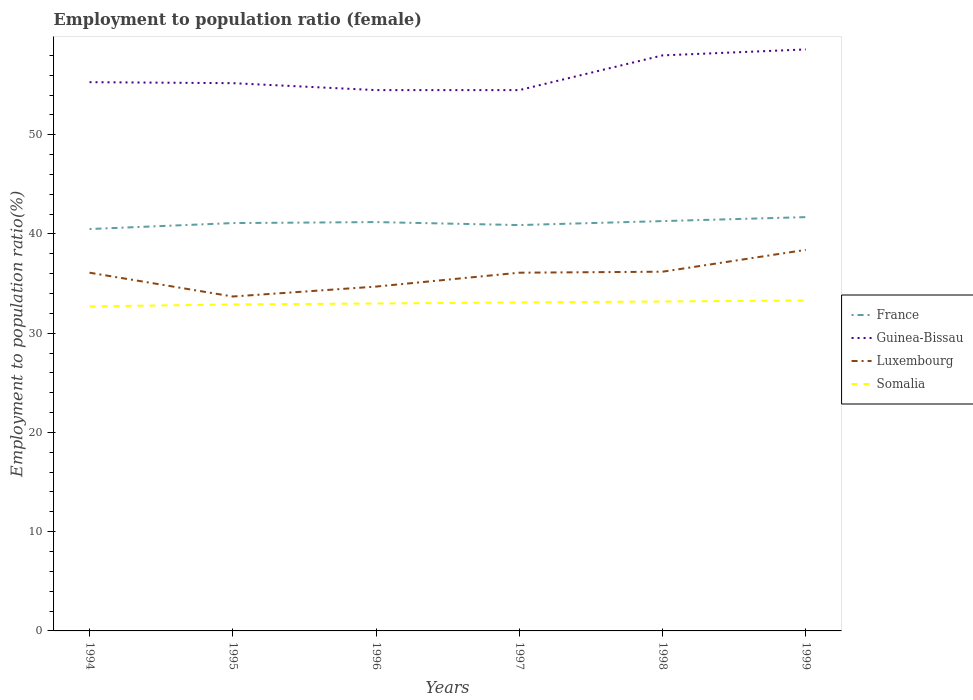 Employment to population ratio (female)
Employment to population ratio(%)
50
40
30
20
10
0
1994
1995
1996
1997
1998
1999
Years
France
Guinea-Bissau
Luxembourg
Somalia